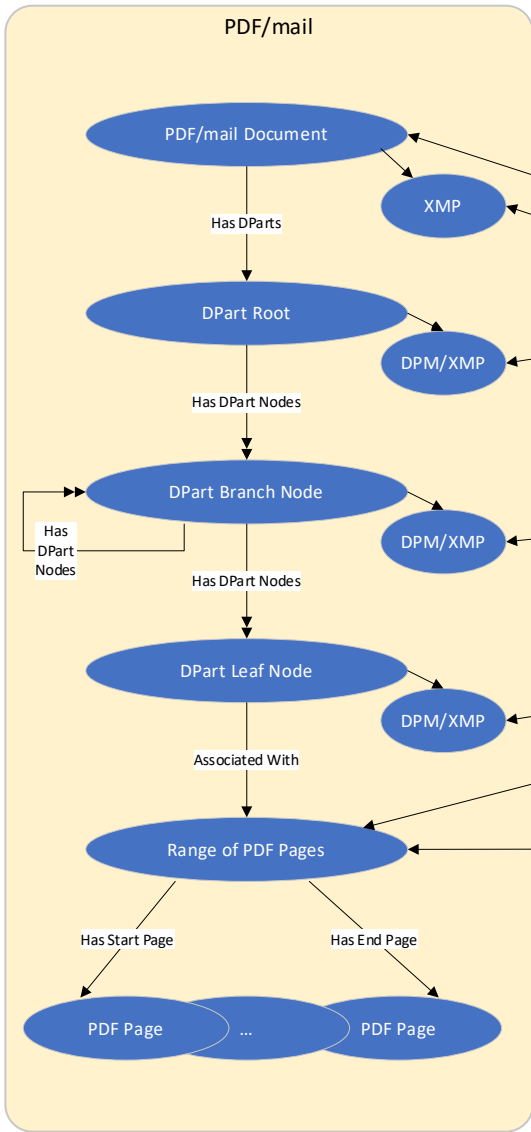 PDF/mail
PDF/mail Document
XMP
Has DParts
DPart Root
DPM/XMP
Has DPart Nodes
DPart Branch Node
Has
DPart
Nodes
DPM/XMP
Has DPart Nodes
DPart Leaf Node
DPM/XMP
Associated With
Range of PDF Pages
Has Start Page
Has End Page
PDF Page
...
PDF Page